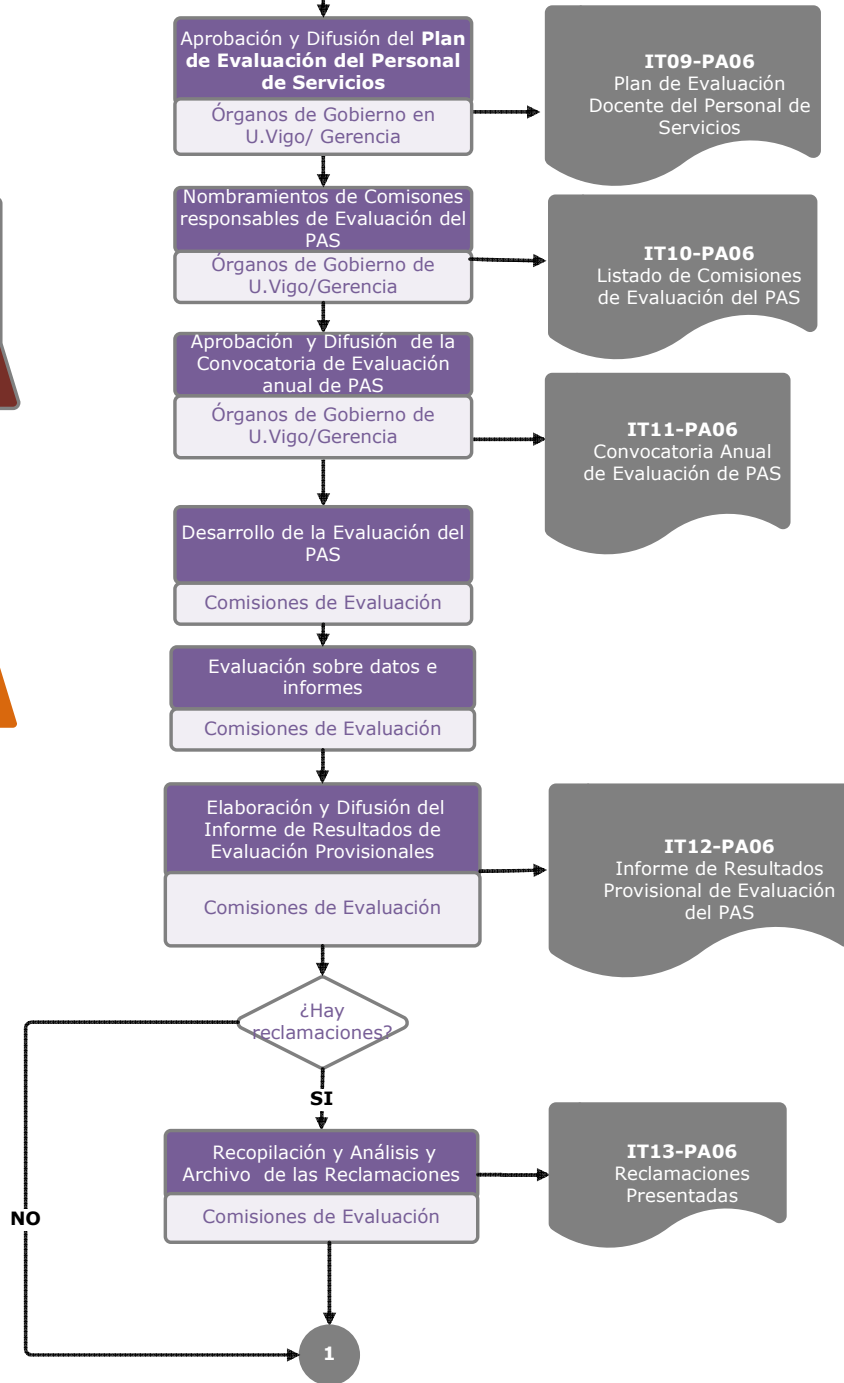 Aprobación y Difusión del Plan
de Evaluación del Personal
de Servicios
Órganos de Gobierno en
U.Vigo/ Gerencia
IT09-PA06
Plan de Evaluación
Docente del Personal de
Servicios
Nombramientos de Comisones
responsables de Evaluación del
PAS
Órganos de Gobierno de
U.Vigo/Gerencia
IT10-PA06
Listado de Comisiones
de Evaluación del PAS
Aprobación y Difusión de la
Convocatoria de Evaluación
anual de PAS
Órganos de Gobierno de
U.Vigo/Gerencia
IT11-PA06
Convocatoria Anual
de Evaluación de PAS
Desarrollo de la Evaluación del
PAS
Comisiones de Evaluación
Evaluación sobre datos e
informes
Comisiones de Evaluación
Elaboración y Difusión del
Informe de Resultados de
Evaluación Provisionales
Comisiones de Evaluación
IT12-PA06
Informe de Resultados
Provisional de Evaluación
del PAS
¿Hay
reclamaciones?
SI
Recopilación y Análisis y
Archivo de las Reclamaciones
Comisiones de Evaluación
IT13-PA06
Reclamaciones
Presentadas
NO
1